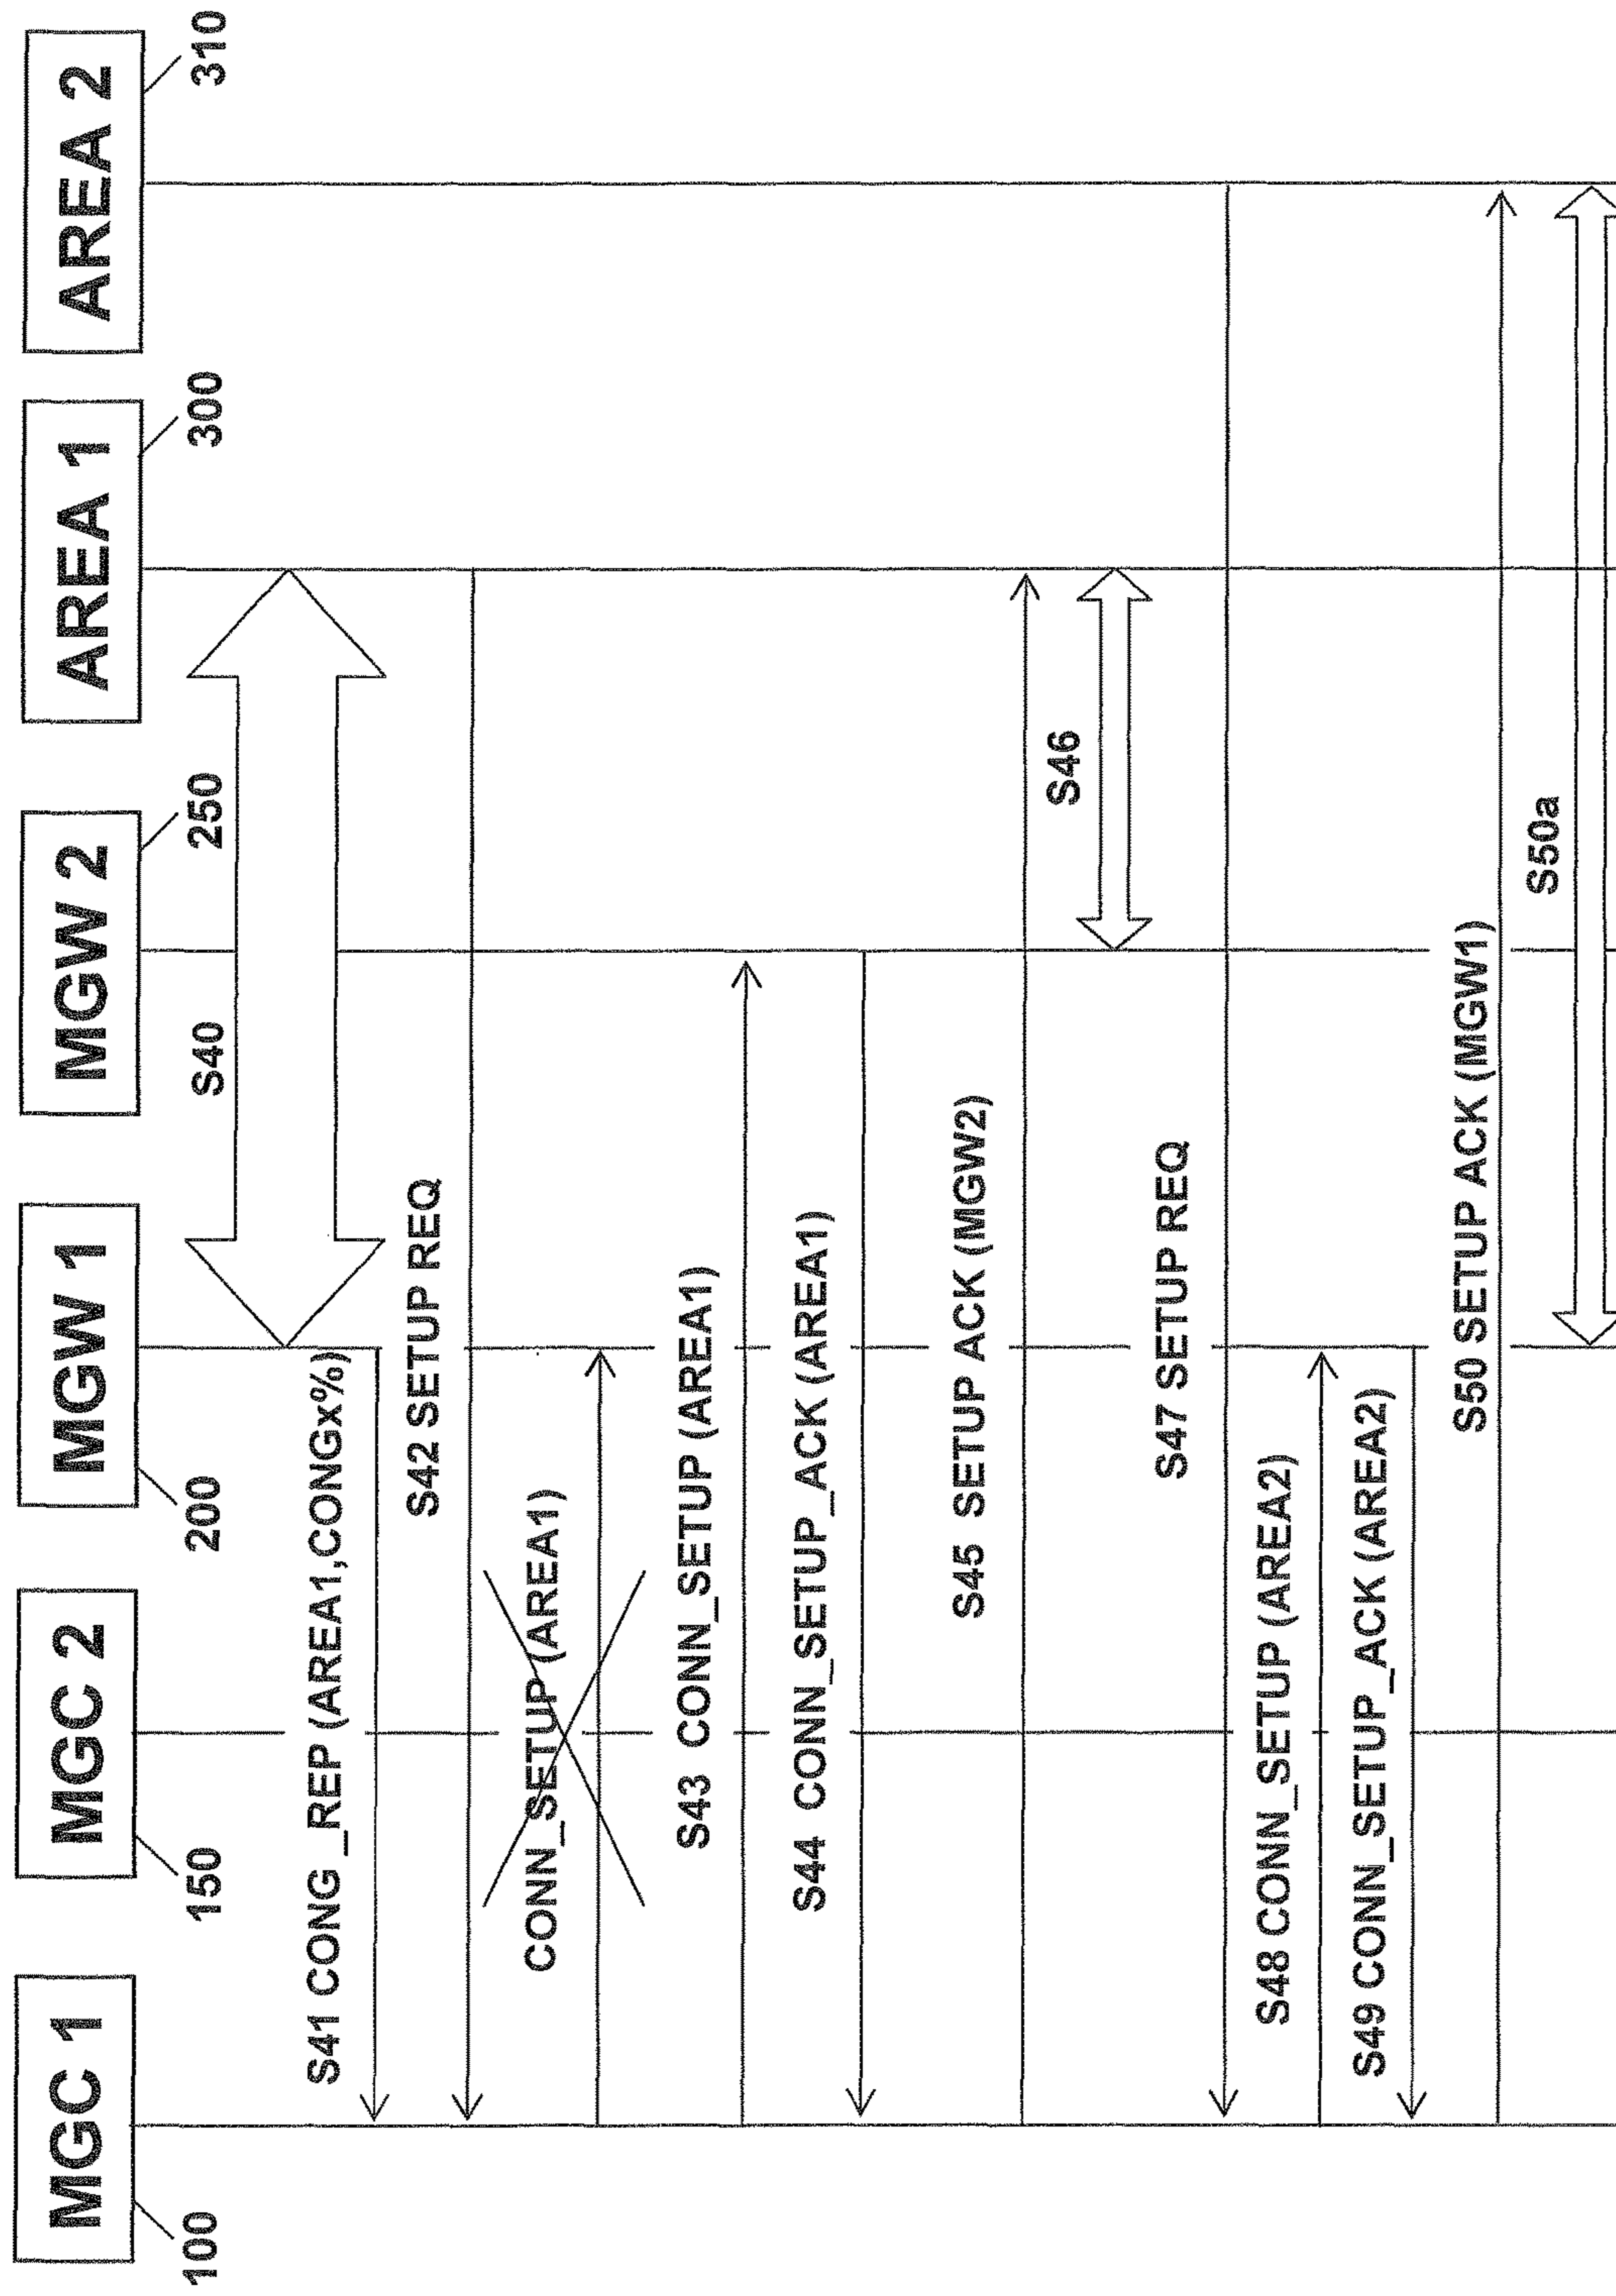 MGC 1
MGC 2
MGW 1
MGW 2
AREA 1
AREA 2
100
150
200
250
300
310
S40
S41 CONG_REP (AREA1,CONGx%)
S42 SETUP REQ
CONN_SETUP (AREA1)
S43 CONN_SETUP (AREA1)
S44 CONN_SETUP_ACK (AREA1)
S45 SETUP ACK (MGW2)
S46
S47 SETUP REQ
S48 CONN_SETUP (AREA2)
S49 CONN_SETUP_ACK (AREA2)
S50 SETUP ACK (MGW1)
S50a